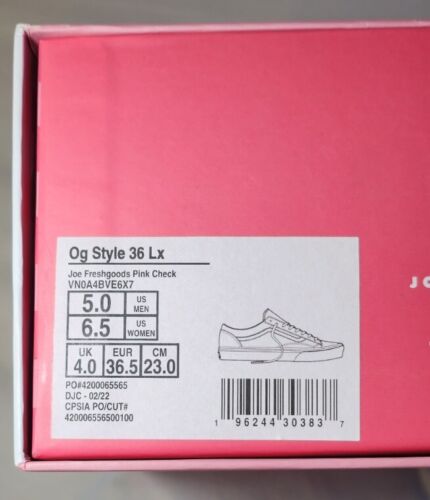 Og Style 36 Lx
Joe Freshgoods Pink Check
VN0A4BVE6X7
5.0 US MEN
6.5 US WOMEN
UK EUR CM
4.0 36.5 23.0
PO#4200065565
DJC - 02/22
CPSIA PO/CUT#
420006556500100
1 96244 30383 7
JO